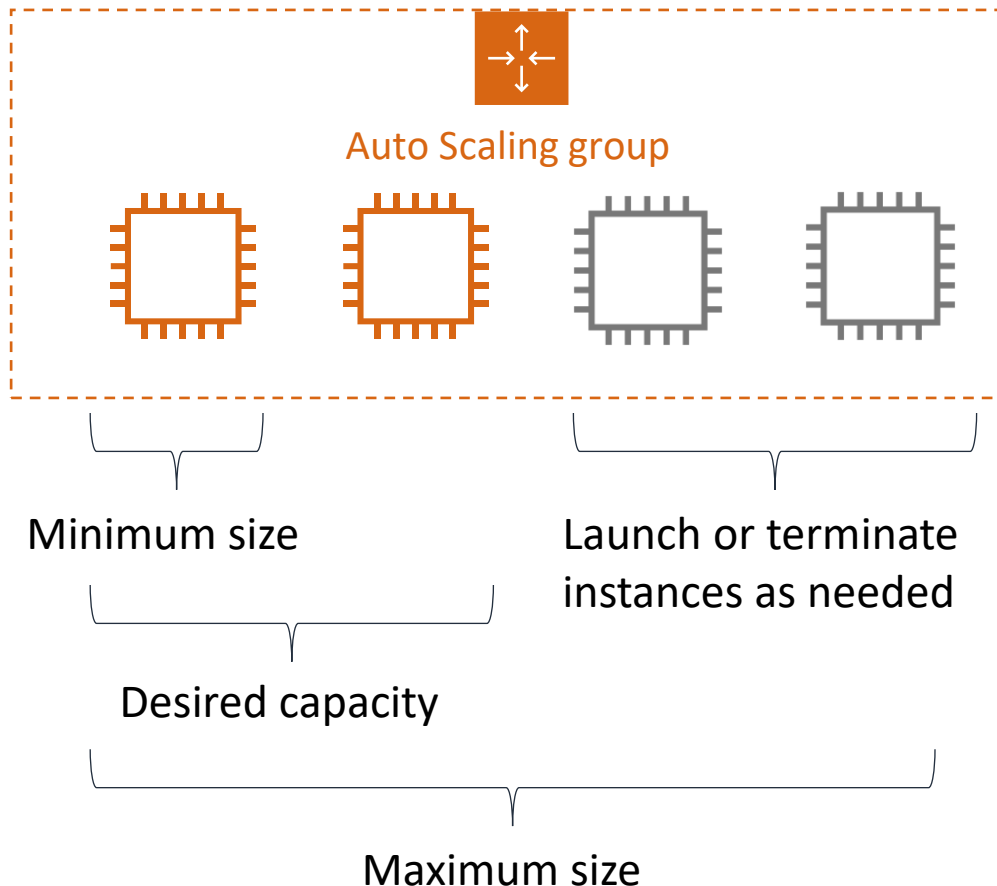 Auto Scaling group
Minimum size
Launch or terminate
instances as needed
Desired capacity
Maximum size